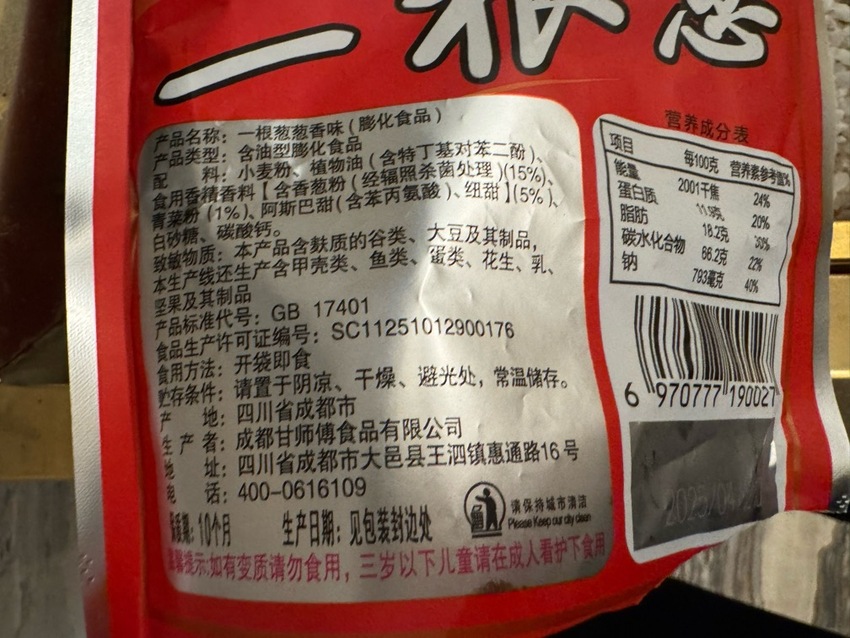 一根葱
产品名称：一根葱葱香味（膨化食品）
产品类型：含油型膨化食品
配 料：小麦粉、植物油（含特丁基对苯二酚）、
食用香精香料【含香葱粉（经辐照杀菌处理）(15%)、
青菜粉（1%）、阿斯巴甜(含苯丙氨酸）、纽甜】(5%)、
白砂糖、碳酸钙。
致敏物质：本产品含麸质的谷类、大豆及其制品，
本生产线还生产含甲壳类、鱼类、蛋类、花生、乳、
坚果及其制品
产品标准代号：GB 17401
食品生产许可证编号：SC11251012900176
食用方法：开袋即食
贮存条件：请置于阴凉、干燥、避光处，常温储存。
产 地：四川省成都市
生 产 者：成都甘师傅食品有限公司
地 址：四川省成都市大邑县王泗镇惠通路16号
电 话：400-0616109
保质期：10个月 生产日期：见包装封边处
请保持城市清洁
Please Keep our city clean
温馨提示:如有变质请勿食用，三岁以下儿童请在成人看护下食用
营养成分表
项目 每100克 营养素参考值%
能量 2001千焦 24%
蛋白质 11.9克 20%
脂肪 18.2克 30%
碳水化合物 66.2克 22%
钠 793毫克 40%
6 970777 190027